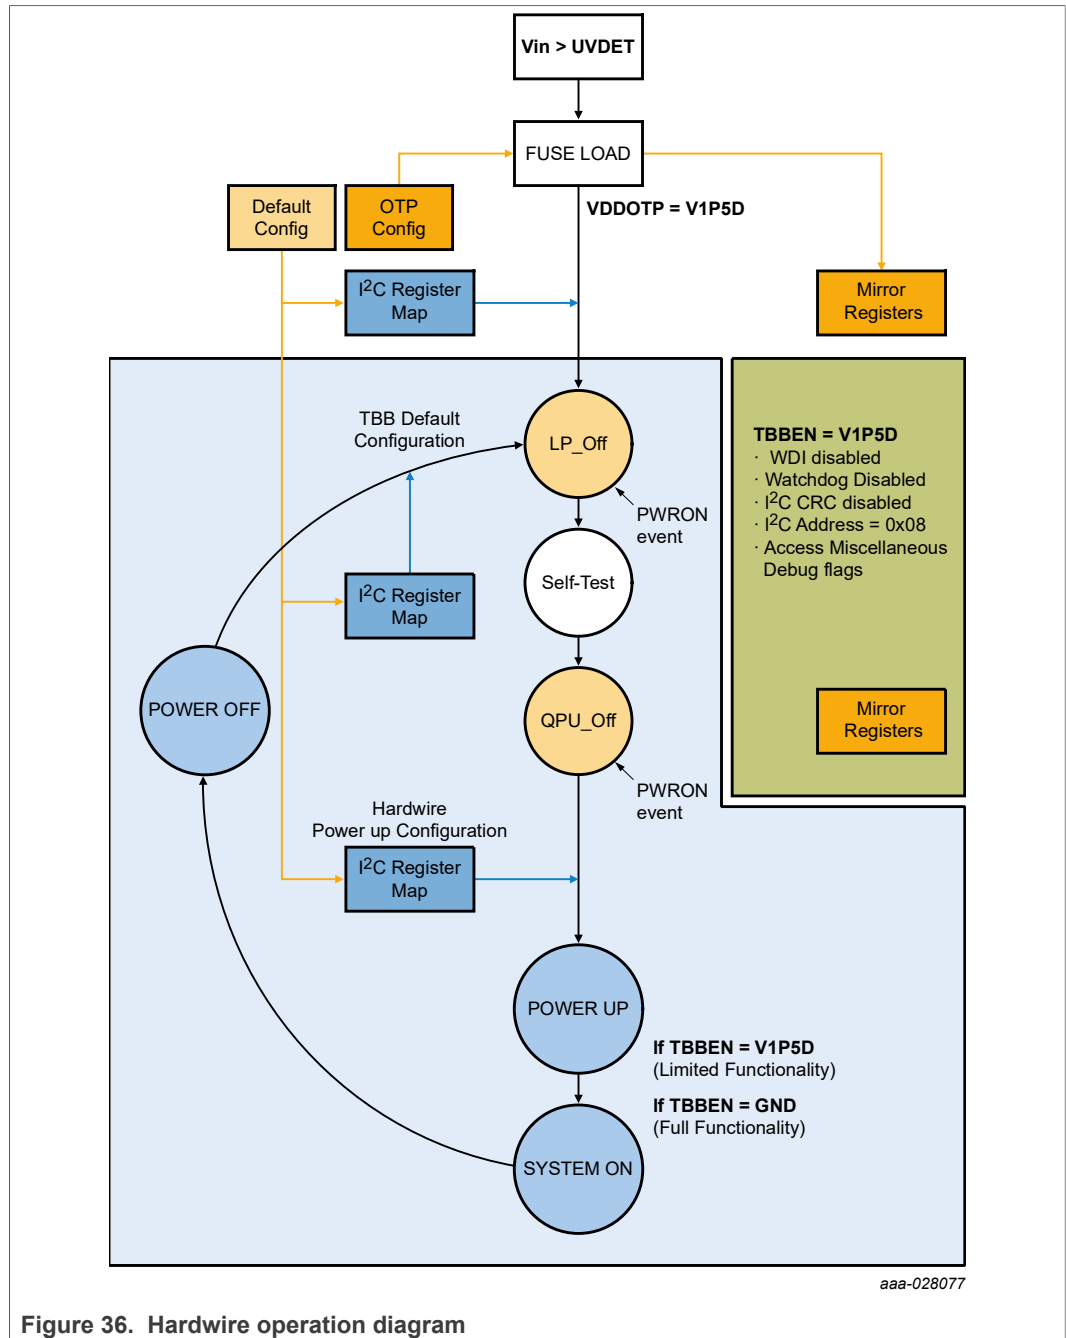 Vin > UVDET
FUSE LOAD
VDDOTP = V1P5D
Default
Config
OTP
Config
I2C Register
Map
Mirror
Registers
TBB Default
Configuration
LP_Off
PWRON
event
TBBEN = V1P5D
· WDI disabled
· Watchdog Disabled
· I2C CRC disabled
· I2C Address = 0x08
· Access Miscellaneous
Debug flags
Self-Test
I2C Register
Map
POWER OFF
QPU_Off
Mirror
Registers
PWRON
event
Hardwire
Power up Configuration
I2C Register
Map
POWER UP
If TBBEN = V1P5D
(Limited Functionality)
If TBBEN = GND
(Full Functionality)
SYSTEM ON
aaa-028077
Figure 36. Hardwire operation diagram